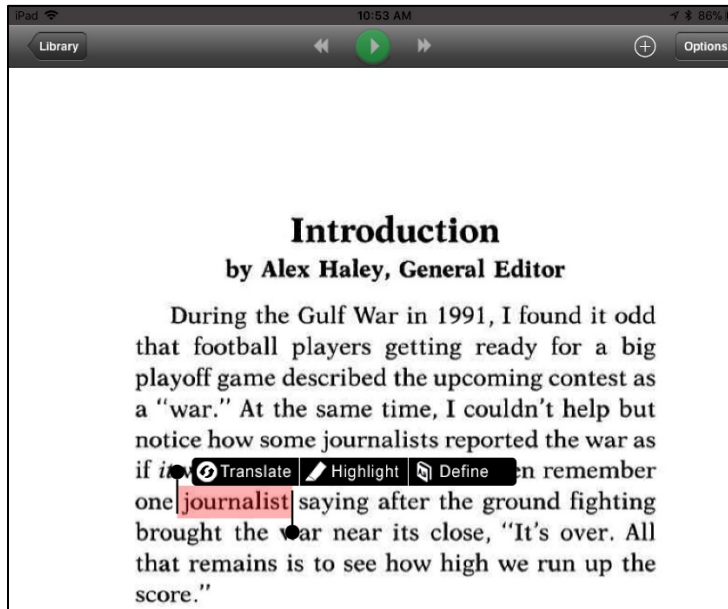 iPad 10:53 AM 86%
Library Options
Introduction
by Alex Haley, General Editor
During the Gulf War in 1991, I found it odd
that football players getting ready for a big
playoff game described the upcoming contest as
a “war.” At the same time, I couldn’t help but
notice how some journalists reported the war as
if Translate Highlight Define remember
one journalist saying after the ground fighting
brought the war near its close, “It’s over. All
that remains is to see how high we run up the
score.”